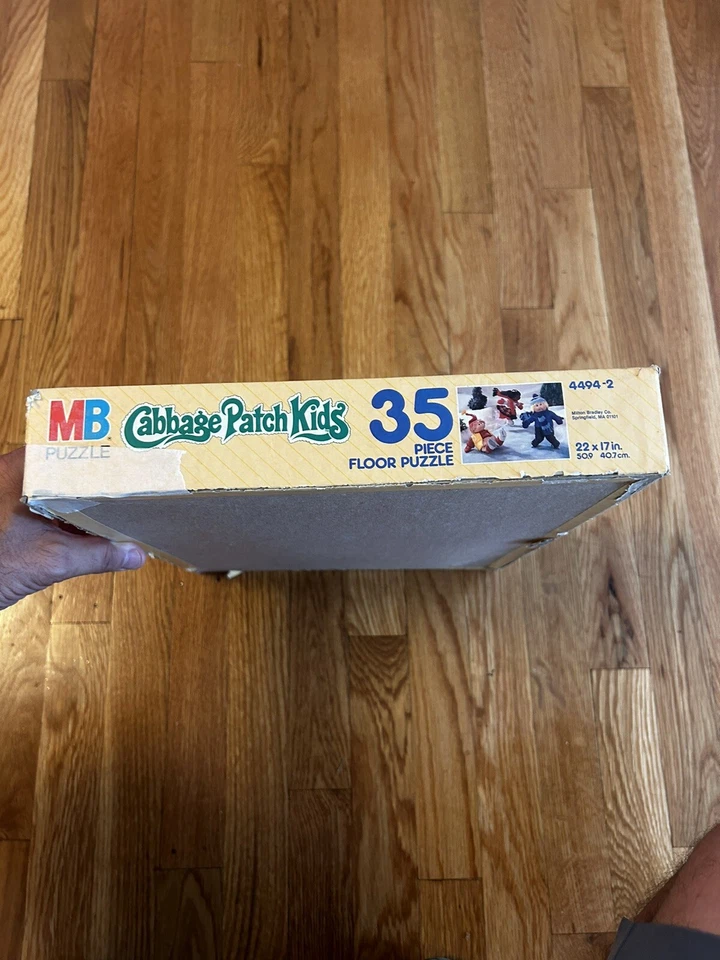 MB
PUZZLE
Cabbage Patch Kids
35
PIECE
FLOOR PUZZLE
4494-2
Milton Bradley Co.
Springfield, MA 01101
22 x 17 in.
50.9 40.7 cm.